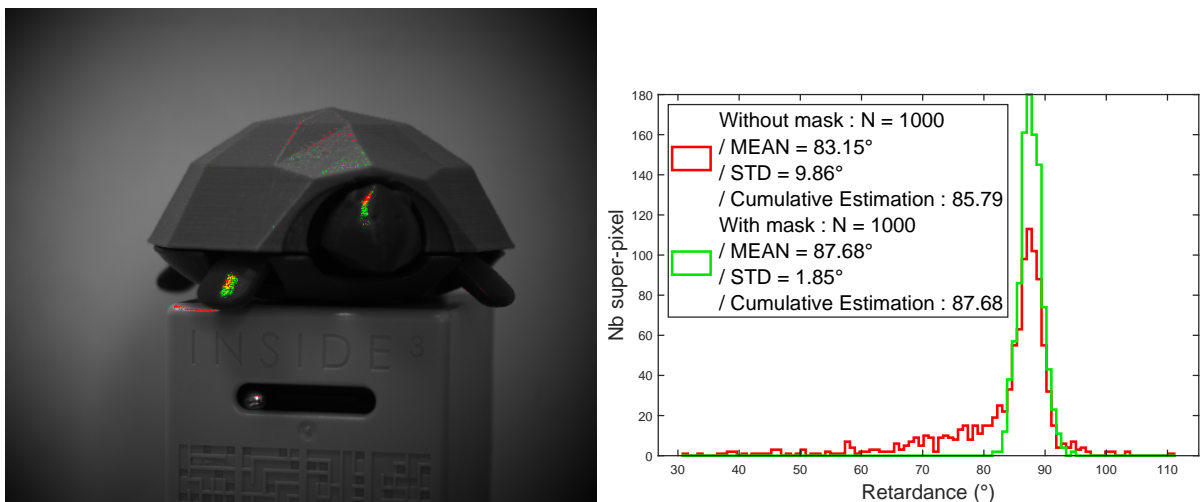 INSIDE³
180
160
140
120
100
80
60
40
20
0
Nb super-pixel
Without mask : N = 1000
/ MEAN = 83.15°
/ STD = 9.86°
/ Cumulative Estimation : 85.79
With mask : N = 1000
/ MEAN = 87.68°
/ STD = 1.85°
/ Cumulative Estimation : 87.68
30 40 50 60 70 80 90 100 110
Retardance (°)